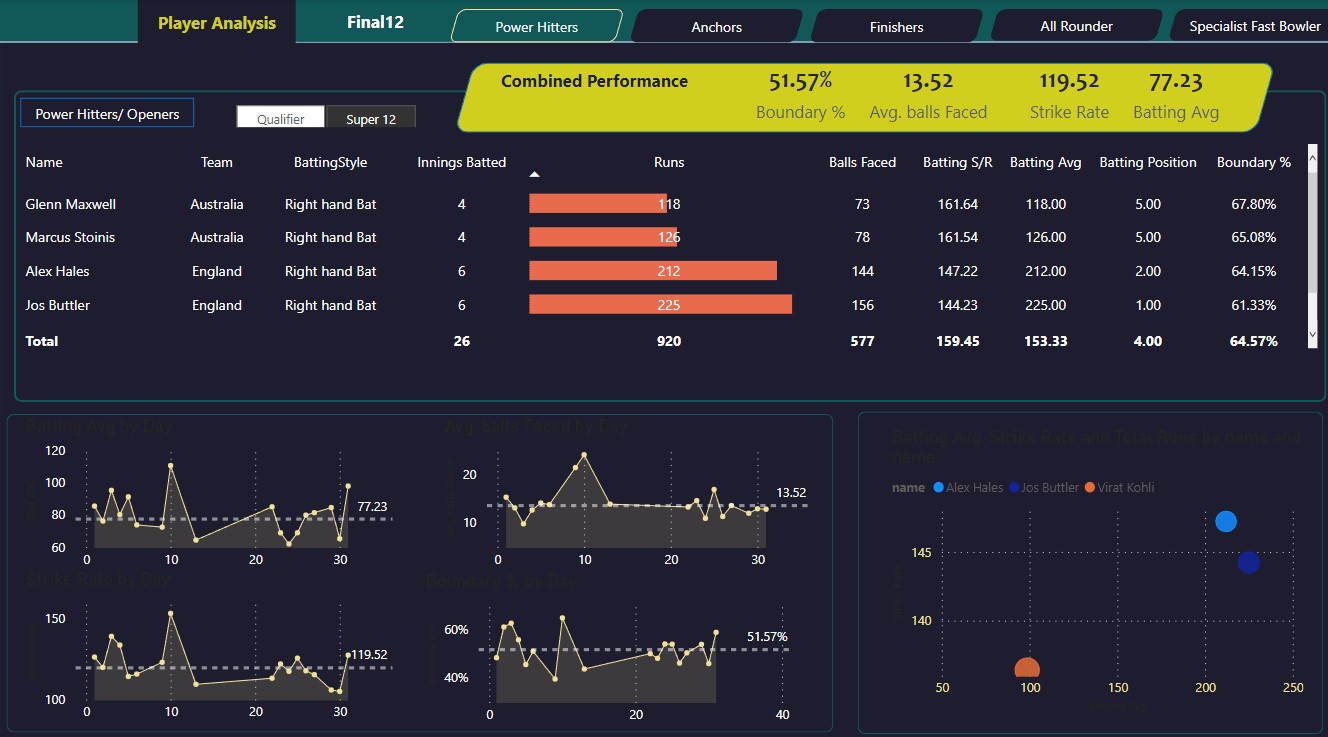 Player Analysis
Final12
Power Hitters
Anchors
Finishers
All Rounder
Specialist Fast Bowler
Combined Performance
51.57% 13.52 119.52 77.23
Boundary % Avg. balls Faced Strike Rate Batting Avg
Power Hitters/ Openers
Qualifier
Super 12
Name Team BattingStyle Innings Batted Runs Balls Faced Batting S/R Batting Avg Batting Position Boundary %
Glenn Maxwell Australia Right hand Bat 4 118 73 161.64 118.00 5.00 67.80%
Marcus Stoinis Australia Right hand Bat 4 126 78 161.54 126.00 5.00 65.08%
Alex Hales England Right hand Bat 6 212 144 147.22 212.00 2.00 64.15%
Jos Buttler England Right hand Bat 6 225 156 144.23 225.00 1.00 61.33%
Total 26 920 577 159.45 153.33 4.00 64.57%
Batting Avg by Day
120
100
80
60
77.23
0 10 20 30
Avg. balls Faced by Day
20
10
13.52
0 10 20 30
Strike Rate by Day
150
100
119.52
0 10 20 30
Boundary % by Day
60%
40%
51.57%
0 20 40
Batting Avg, Strike Rate and Total Runs by name and
name
name Alex Hales Jos Buttler Virat Kohli
145
140
50 100 150 200 250